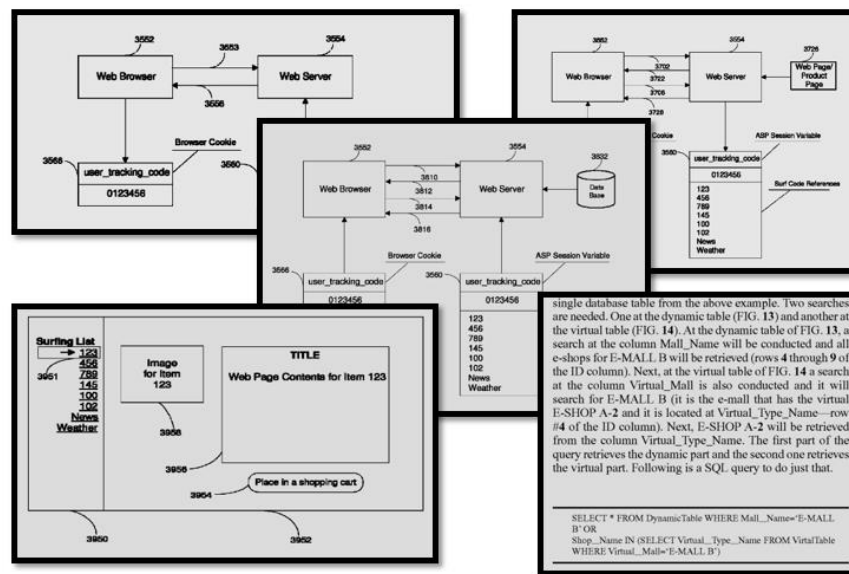 3552
3553
3554
Web Browser
Web Server
3556
Browser Cookie
3568
user_tracking_code
0123456
3560
3552
3554
3702
3722
3706
3728
Web Browser
Web Server
3726
Web Page/
Product
Page
Cookie
ASP Session Variable
3560
user_tracking_code
0123456
123
456
789
145
100
102
News
Weather
Surf Code References
3552
3554
3810
3812
3814
3816
Web Browser
Web Server
3832
Data
Base
Browser Cookie
ASP Session Variable
3566
user_tracking_code
0123456
3560
user_tracking_code
0123456
123
456
789
145
100
102
News
Weather
Surfing List
123
3951
456
789
145
100
102
News
Weather
Image
for Item
123
3958
TITLE
Web Page Contents for Item 123
3956
3954
Place in a shopping cart
3950
3952
single database table from the above example. Two searches
are needed. One at the dynamic table (FIG. 13) and another at
the virtual table (FIG. 14). At the dynamic table of FIG. 13, a
search at the column Mall_Name will be conducted and all
e-shops for E-MALL B will be retrieved (rows 4 through 9 of
the ID column). Next, at the virtual table of FIG. 14 a search
at the column Virtual_Mall is also conducted and it will
search for E-MALL B (it is the e-mall that has the virtual
E-SHOP A-2 and it is located at Virtual_Type_Name—row
#4 of the ID column). Next, E-SHOP A-2 will be retrieved
from the column Virtual_Type_Name. The first part of the
query retrieves the dynamic part and the second one retrieves
the virtual part. Following is a SQL query to do just that.
SELECT * FROM DynamicTable WHERE Mall_Name='E-MALL
B' OR
Shop_Name IN (SELECT Virtual_Type_Name FROM VirtalTable
WHERE Virtual_Mall='E-MALL B')